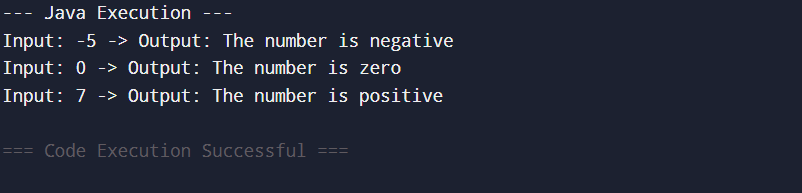 --- Java Execution ---
Input: -5 -> Output: The number is negative
Input: 0 -> Output: The number is zero
Input: 7 -> Output: The number is positive
=== Code Execution Successful ===